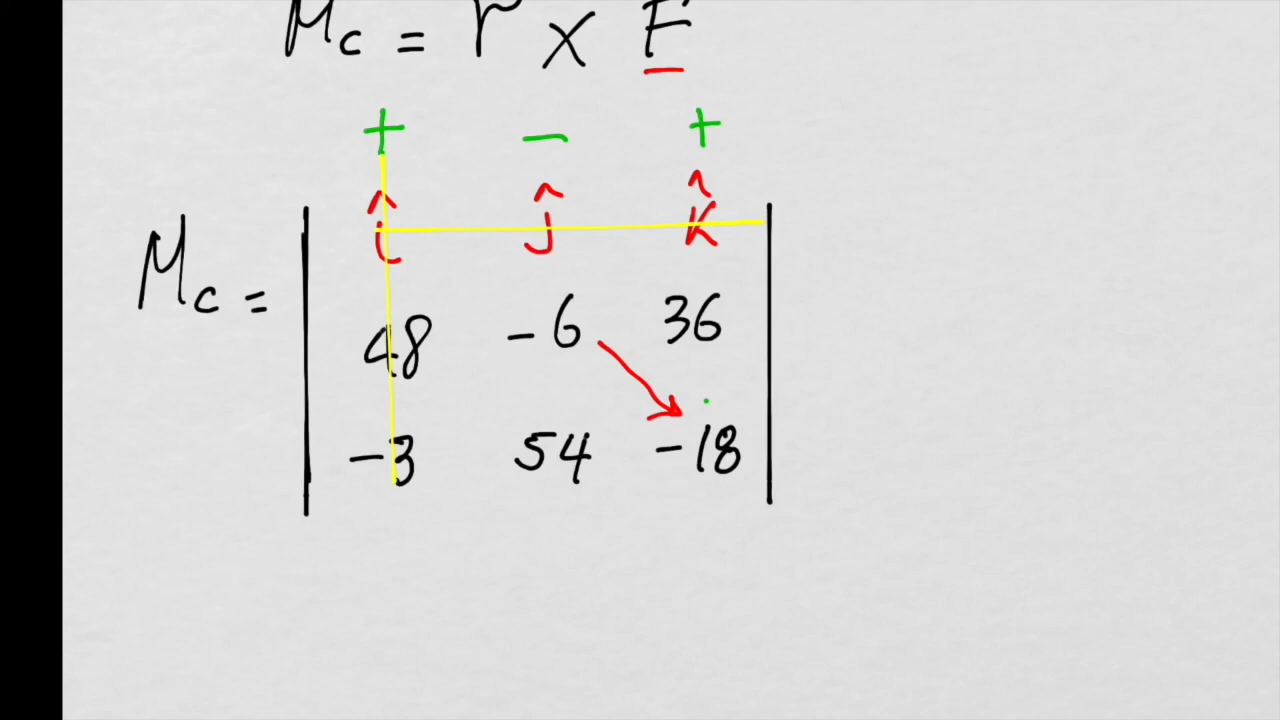 Mc = r x F
+ - +
î ĵ k̂
Mc =
48 -6 36
-3 54 -18